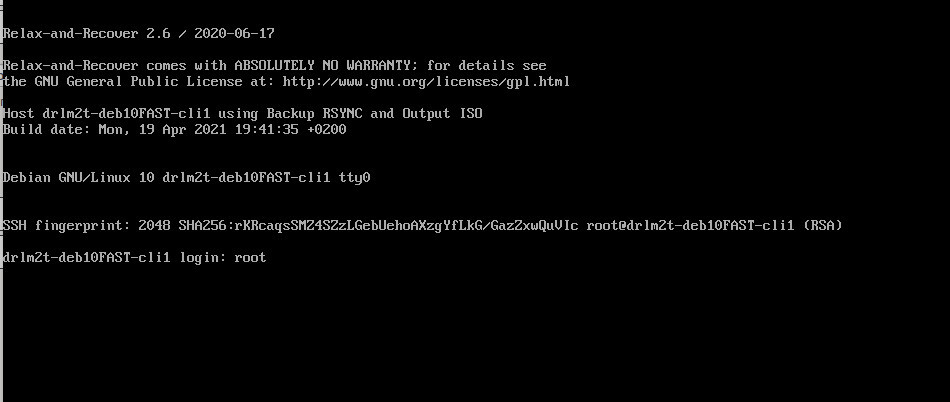 Relax-and-Recover 2.6 / 2020-06-17
Relax-and-Recover comes with ABSOLUTELY NO WARRANTY; for details see
the GNU General Public License at: http://www.gnu.org/licenses/gpl.html
Host drlm2t-deb10FAST-cli1 using Backup RSYNC and Output ISO
Build date: Mon, 19 Apr 2021 19:41:35 +0200
Debian GNU/Linux 10 drlm2t-deb10FAST-cli1 tty0
SSH fingerprint: 2048 SHA256:rKRcaqsSMZ4SZzLGebUehoAXzgYfLkG/GazZxwQuVIc root@drlm2t-deb10FAST-cli1 (RSA)
drlm2t-deb10FAST-cli1 login: root